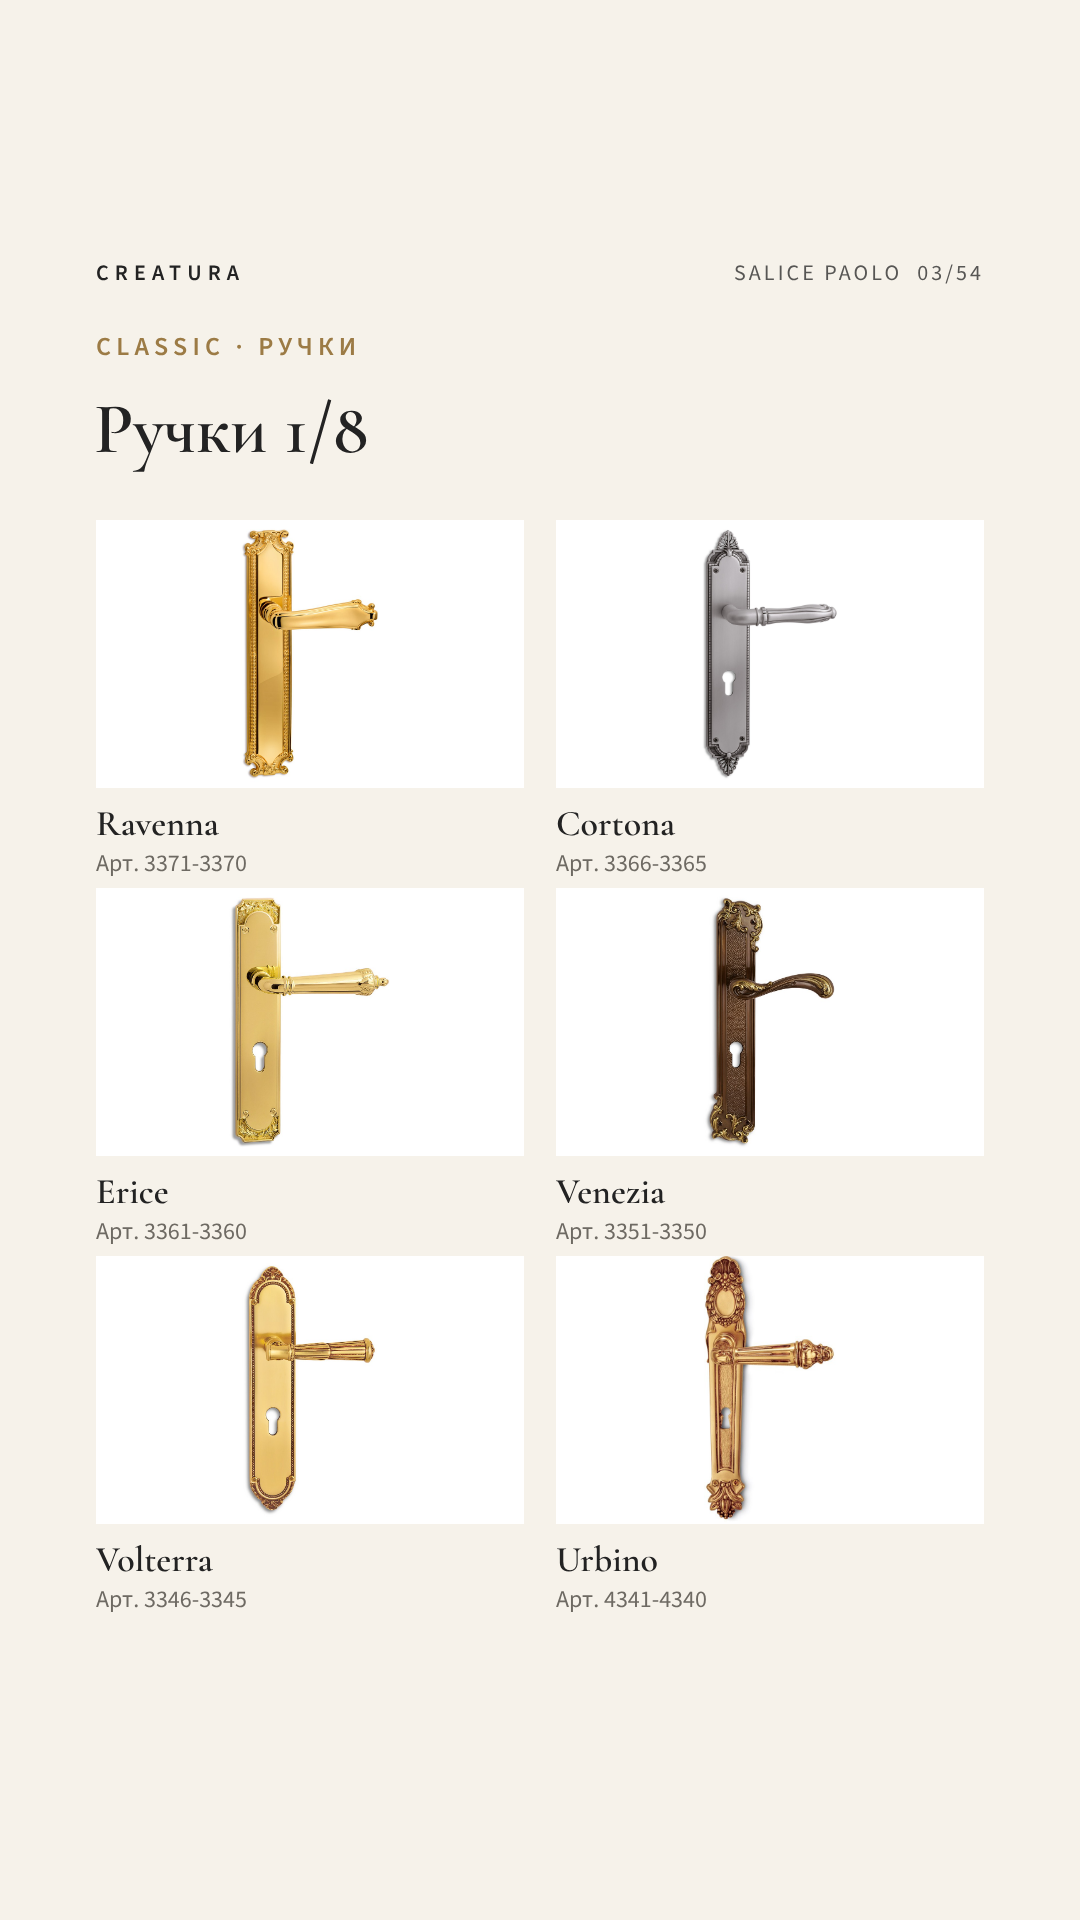 CREATURA
SALICE PAOLO 03/54
CLASSIC · РУЧКИ
Ручки 1/8
Ravenna
Арт. 3371-3370
Cortona
Арт. 3366-3365
Erice
Арт. 3361-3360
Venezia
Арт. 3351-3350
Volterra
Арт. 3346-3345
Urbino
Арт. 4341-4340